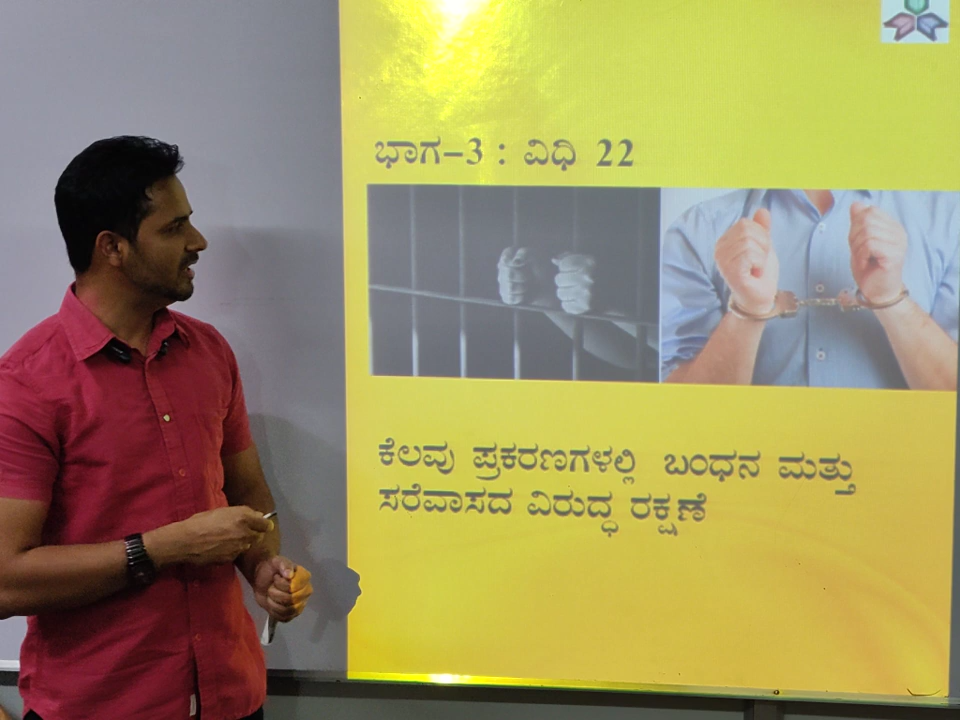 ಭಾಗ–3 : ವಿಧಿ 22
ಕೆಲವು ಪ್ರಕರಣಗಳಲ್ಲಿ ಬಂಧನ ಮತ್ತು
ಸೆರೆವಾಸದ ವಿರುದ್ಧ ರಕ್ಷಣೆ